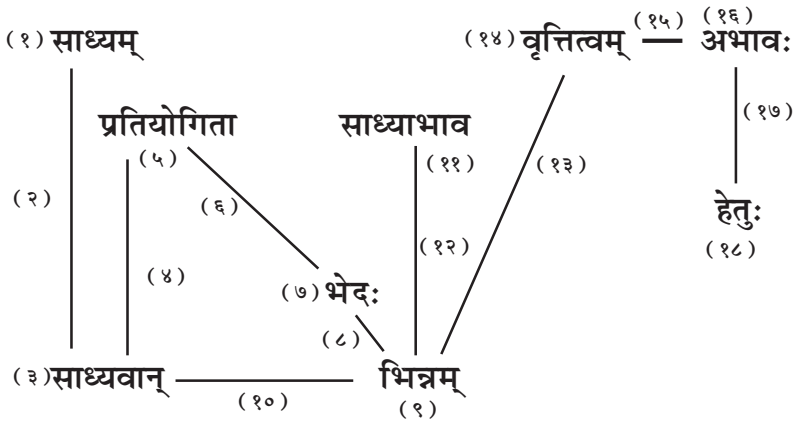 (१) साध्यम्
(१४) वृत्तित्वम् (१५) (१६) अभावः
प्रतियोगिता
साध्याभाव
(५)
(११)
(१३)
(१७)
(२)
(६)
हेतुः
(१८)
(४)
(१२)
(७) भेदः
(८)
(३) साध्यवान्
(१०)
भिन्नम्
(९)